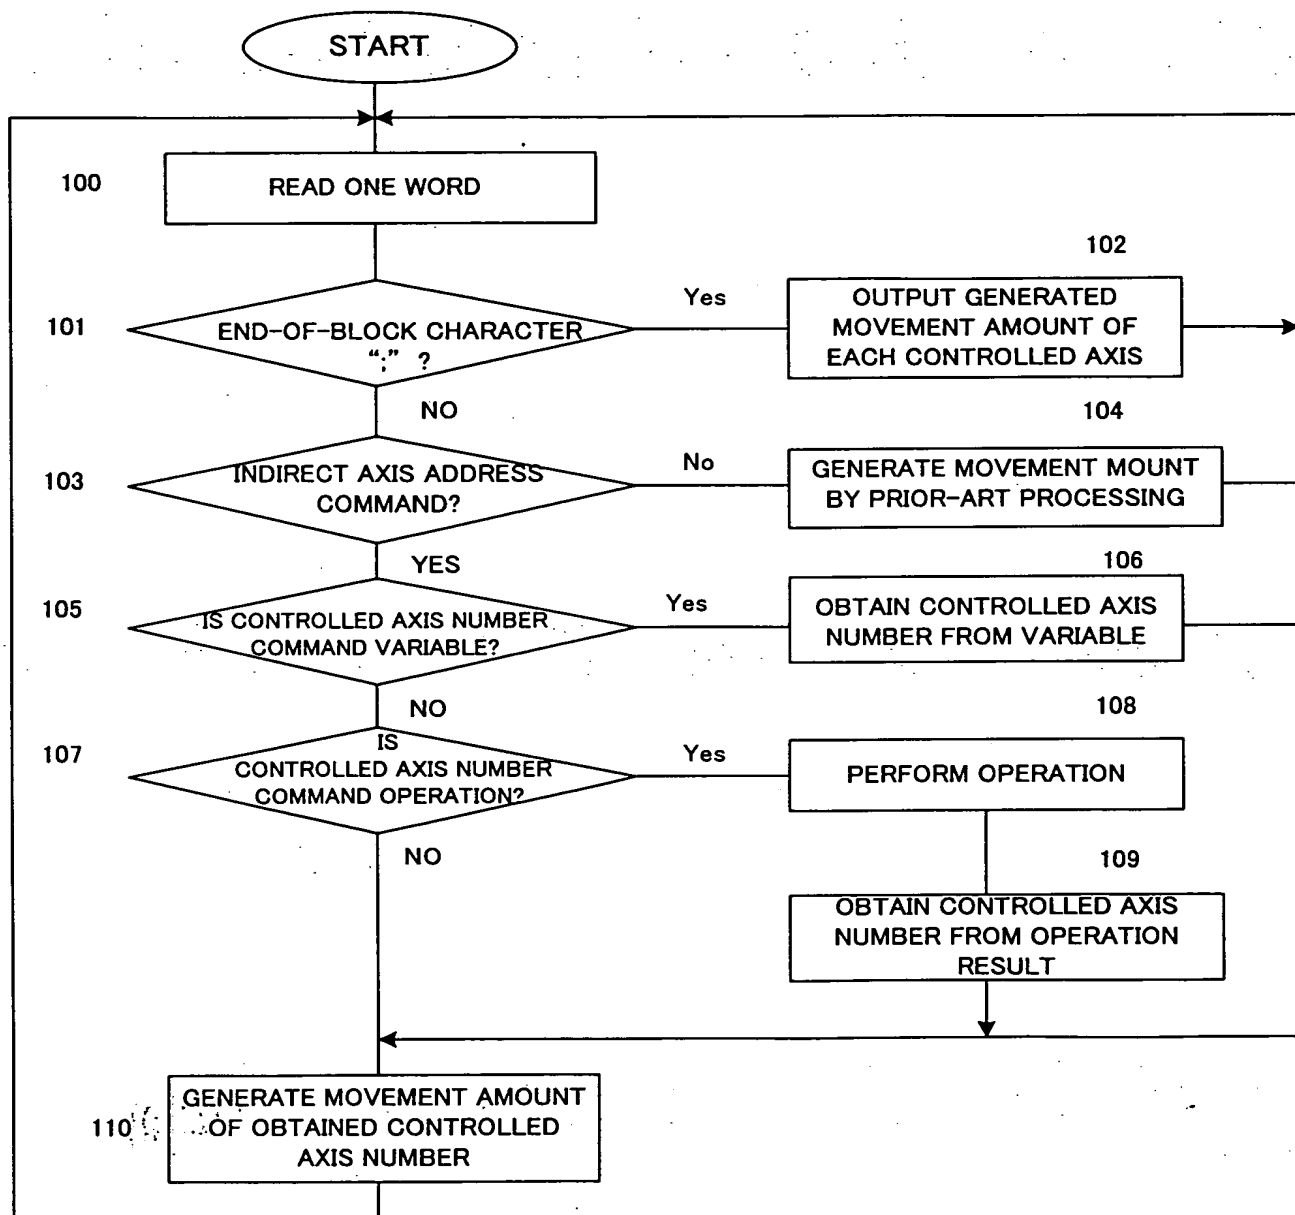 START
100
READ ONE WORD
102
101
END-OF-BLOCK CHARACTER
“;” ?
Yes
OUTPUT GENERATED
MOVEMENT AMOUNT OF
EACH CONTROLLED AXIS
NO
104
103
INDIRECT AXIS ADDRESS
COMMAND?
No
GENERATE MOVEMENT MOUNT
BY PRIOR-ART PROCESSING
YES
106
105
IS CONTROLLED AXIS NUMBER
COMMAND VARIABLE?
Yes
OBTAIN CONTROLLED AXIS
NUMBER FROM VARIABLE
NO
108
107
IS
CONTROLLED AXIS NUMBER
COMMAND OPERATION?
Yes
PERFORM OPERATION
NO
109
OBTAIN CONTROLLED AXIS
NUMBER FROM OPERATION
RESULT
110
GENERATE MOVEMENT AMOUNT
OF OBTAINED CONTROLLED
AXIS NUMBER